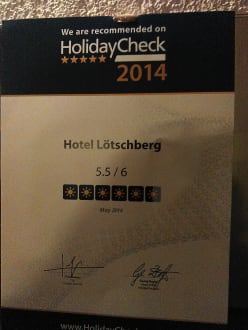 We are recommended on
HolidayCheck
2014
Hotel Lötschberg
5.5 / 6
May 2014
www.HolidayCheck